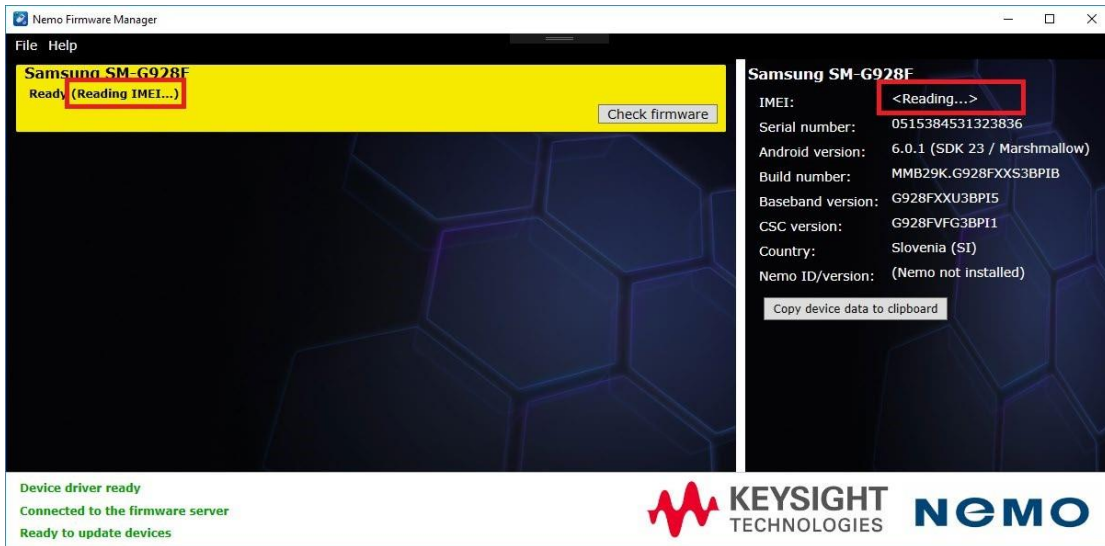 Nemo Firmware Manager
File Help
Samsung SM-G928F
Ready (Reading IMEI...)
Check firmware
Samsung SM-G928F
IMEI: <Reading...>
Serial number: 0515384531323836
Android version: 6.0.1 (SDK 23 / Marshmallow)
Build number: MMB29K.G928FXXS3BPIB
Baseband version: G928FXXU3BPI5
CSC version: G928FVFG3BPI1
Country: Slovenia (SI)
Nemo ID/version: (Nemo not installed)
Copy device data to clipboard
Device driver ready
Connected to the firmware server
Ready to update devices
KEYSIGHT
TECHNOLOGIES
NEMO